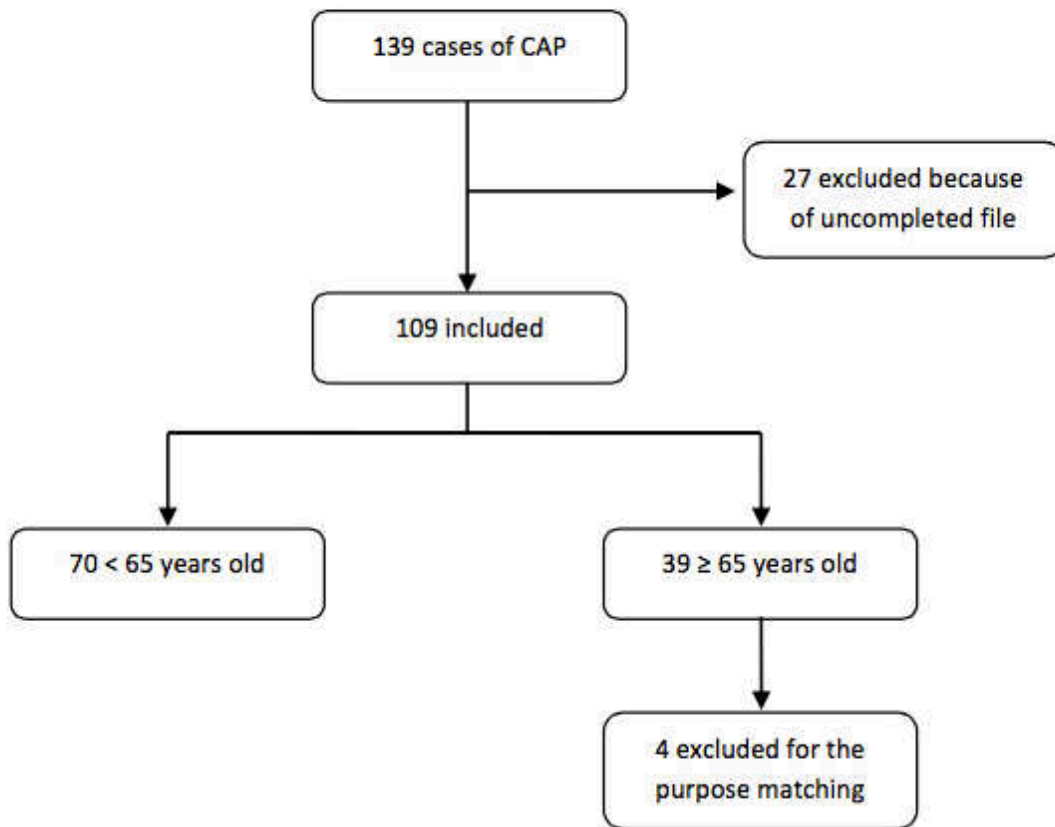 139 cases of CAP
27 excluded because
of uncompleted file
109 included
70 < 65 years old
39 ≥ 65 years old
4 excluded for the
purpose matching